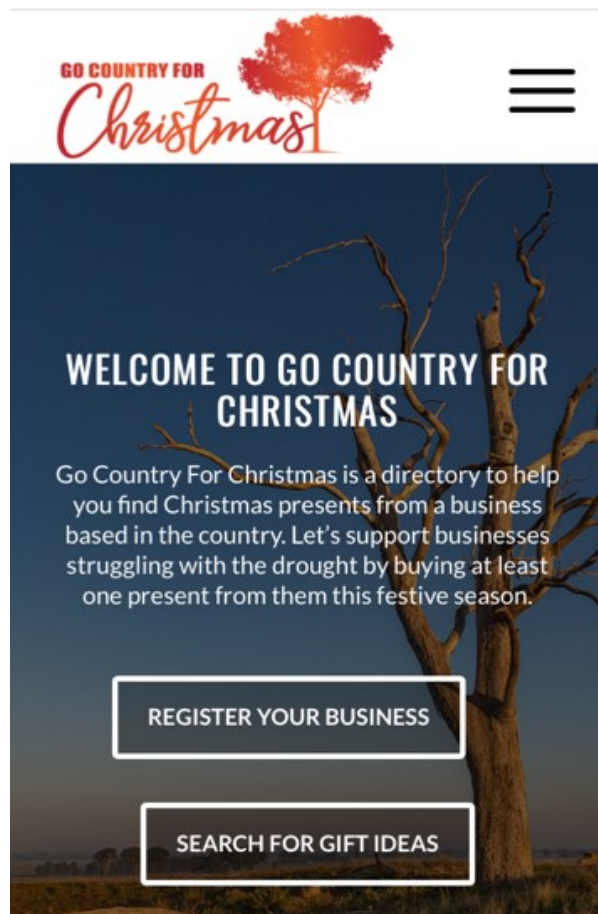 GO COUNTRY FOR
Christmas
WELCOME TO GO COUNTRY FOR
CHRISTMAS
Go Country For Christmas is a directory to help
you find Christmas presents from a business
based in the country. Let's support businesses
struggling with the drought by buying at least
one present from them this festive season.
REGISTER YOUR BUSINESS
SEARCH FOR GIFT IDEAS